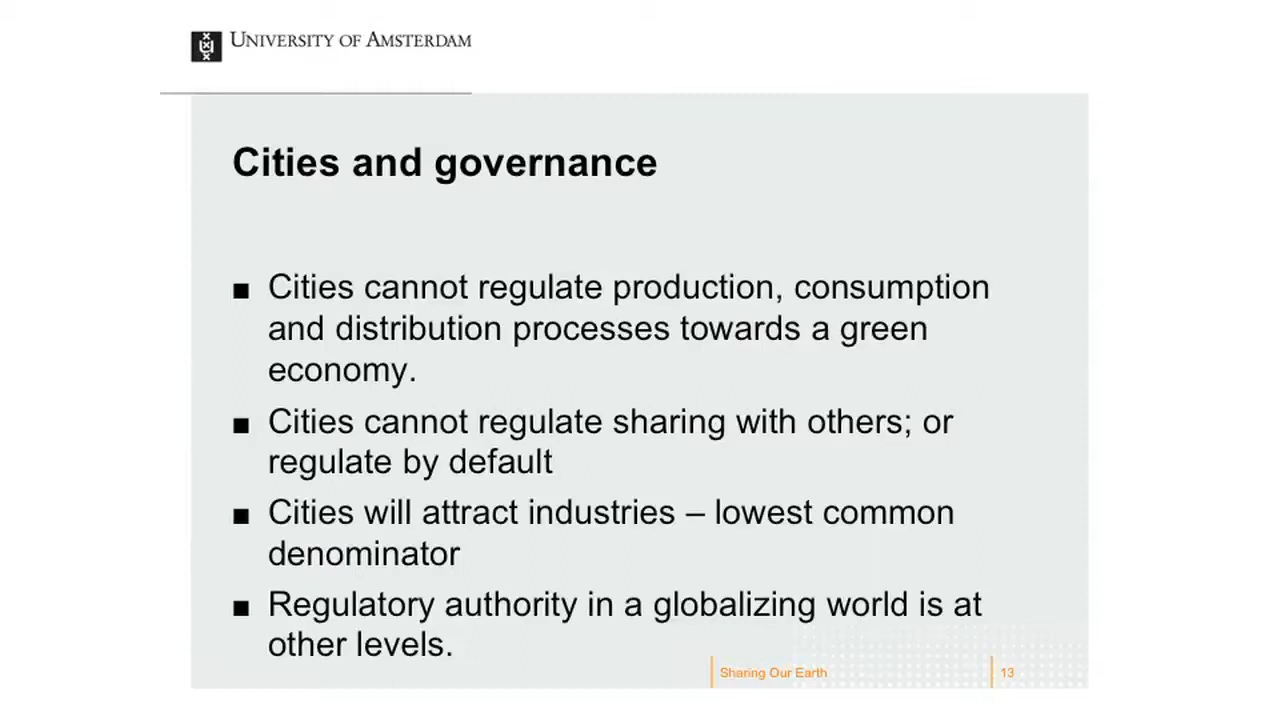 UNIVERSITY OF AMSTERDAM
Cities and governance
■ Cities cannot regulate production, consumption
and distribution processes towards a green
economy.
■ Cities cannot regulate sharing with others; or
regulate by default
■ Cities will attract industries – lowest common
denominator
■ Regulatory authority in a globalizing world is at
other levels.
Sharing Our Earth 13